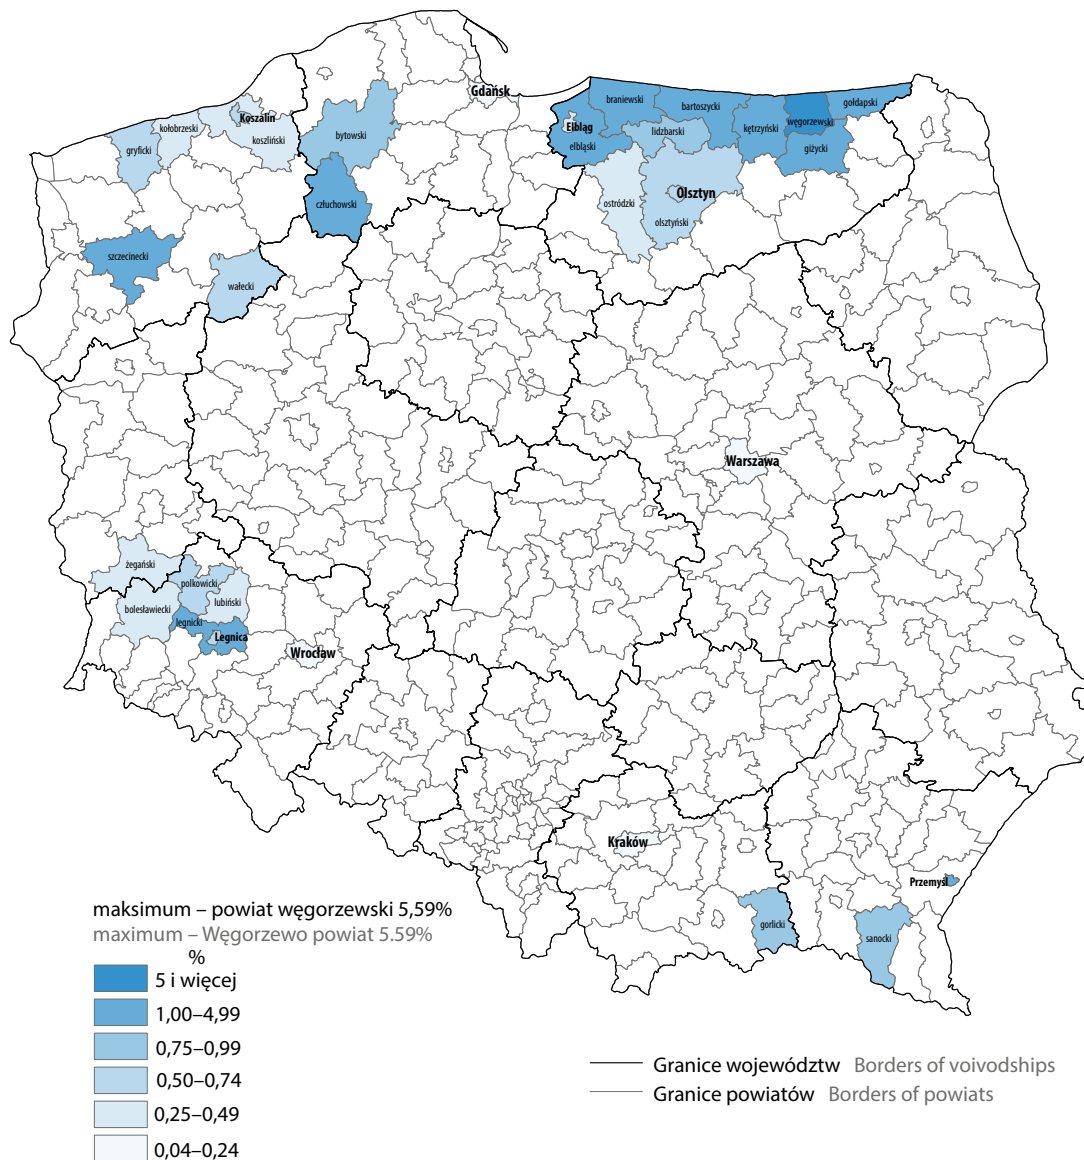 Gdańsk
braniewski
bartoszycki
gołdapski
kołobrzeski
Koszalin
koszliński
gryficki
bytowski
Elbląg
elbląski
lidzbarski
kętrzyński
węgorzewski
giżycki
człuchowski
ostródzki
Olsztyn
olsztyński
szczecinecki
wałecki
Warszawa
żegański
polkowicki
bolesławiecki
lubiński
legnicki
Legnica
Wrocław
Kraków
Przemyśl
gorlicki
sanocki
maksimum – powiat węgorzewski 5,59%
maximum – Węgorzewo powiat 5.59%
%
5 i więcej
1,00–4,99
0,75–0,99
0,50–0,74
0,25–0,49
0,04–0,24
Granice województw Borders of voivodships
Granice powiatów Borders of powiats